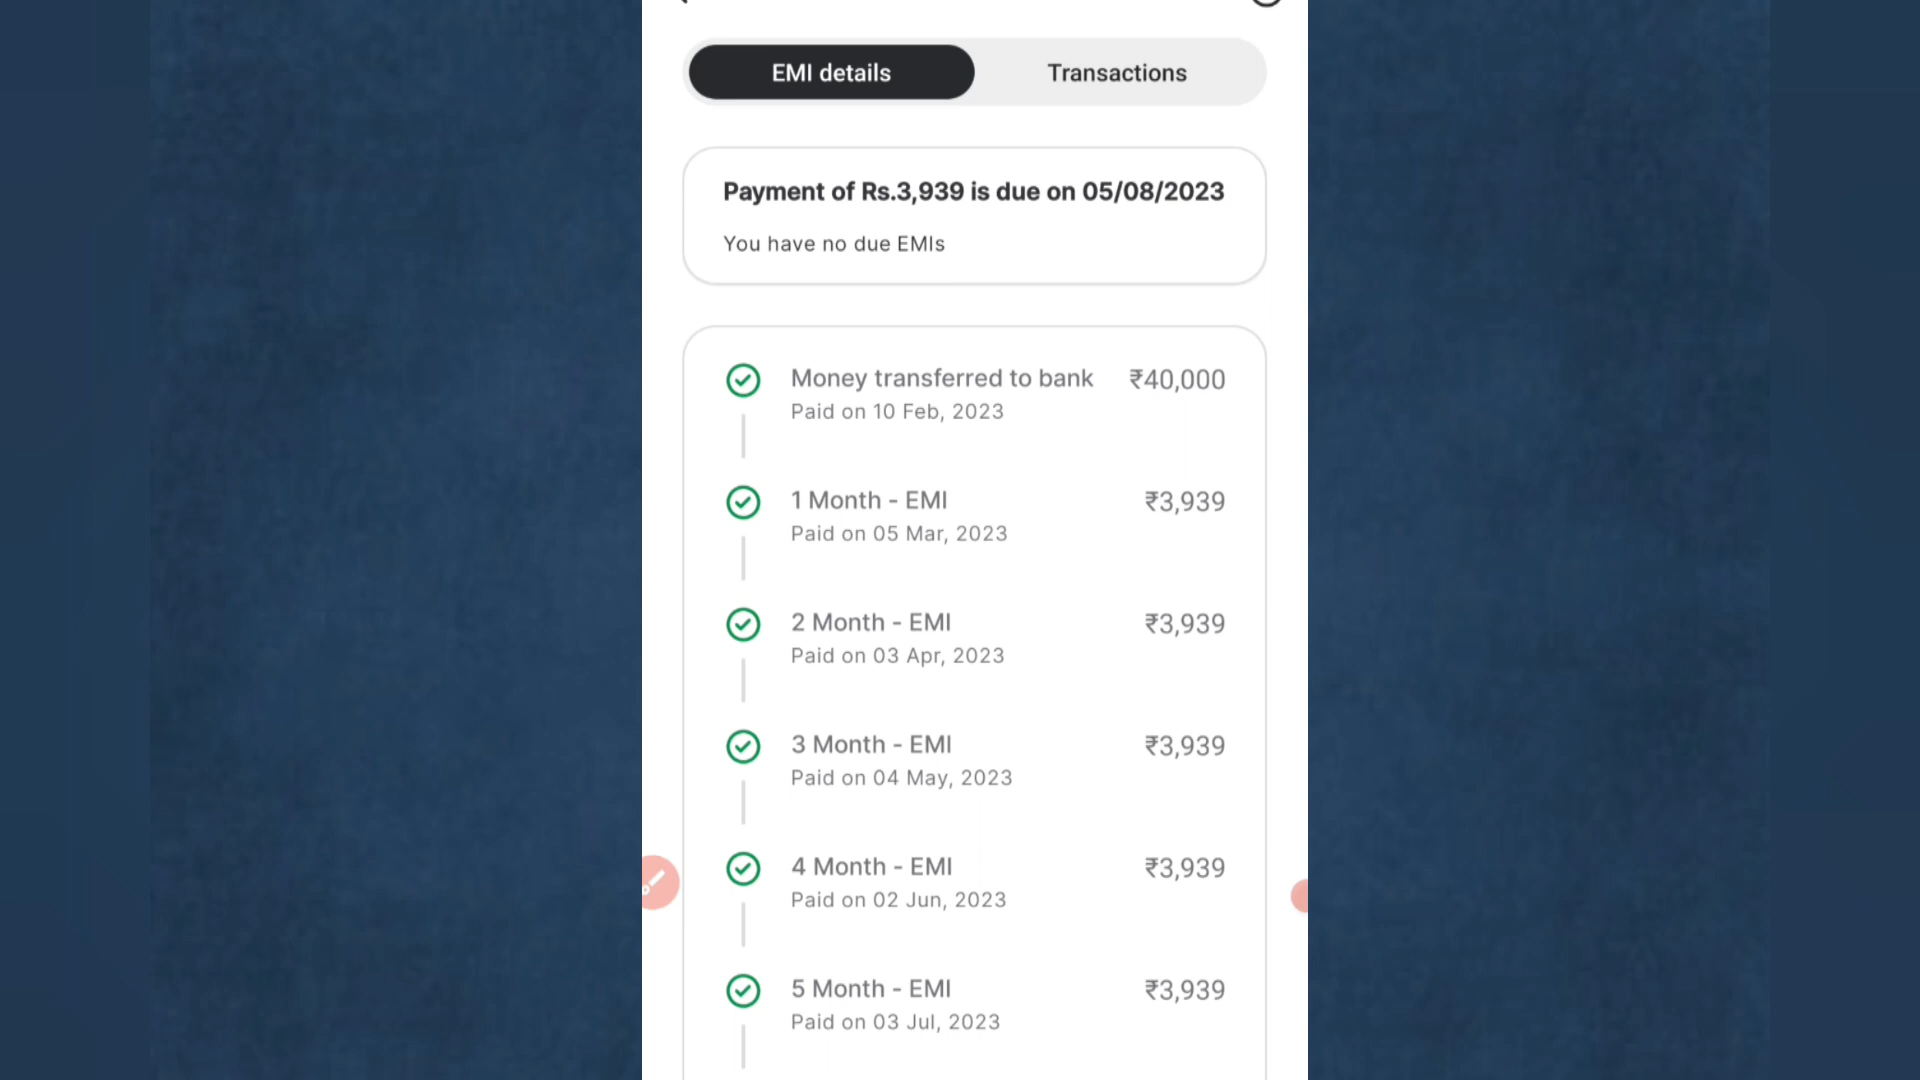 EMI details
Transactions
Payment of Rs.3,939 is due on 05/08/2023
You have no due EMIs
Money transferred to bank ₹40,000
Paid on 10 Feb, 2023
1 Month - EMI ₹3,939
Paid on 05 Mar, 2023
2 Month - EMI ₹3,939
Paid on 03 Apr, 2023
3 Month - EMI ₹3,939
Paid on 04 May, 2023
4 Month - EMI ₹3,939
Paid on 02 Jun, 2023
5 Month - EMI ₹3,939
Paid on 03 Jul, 2023